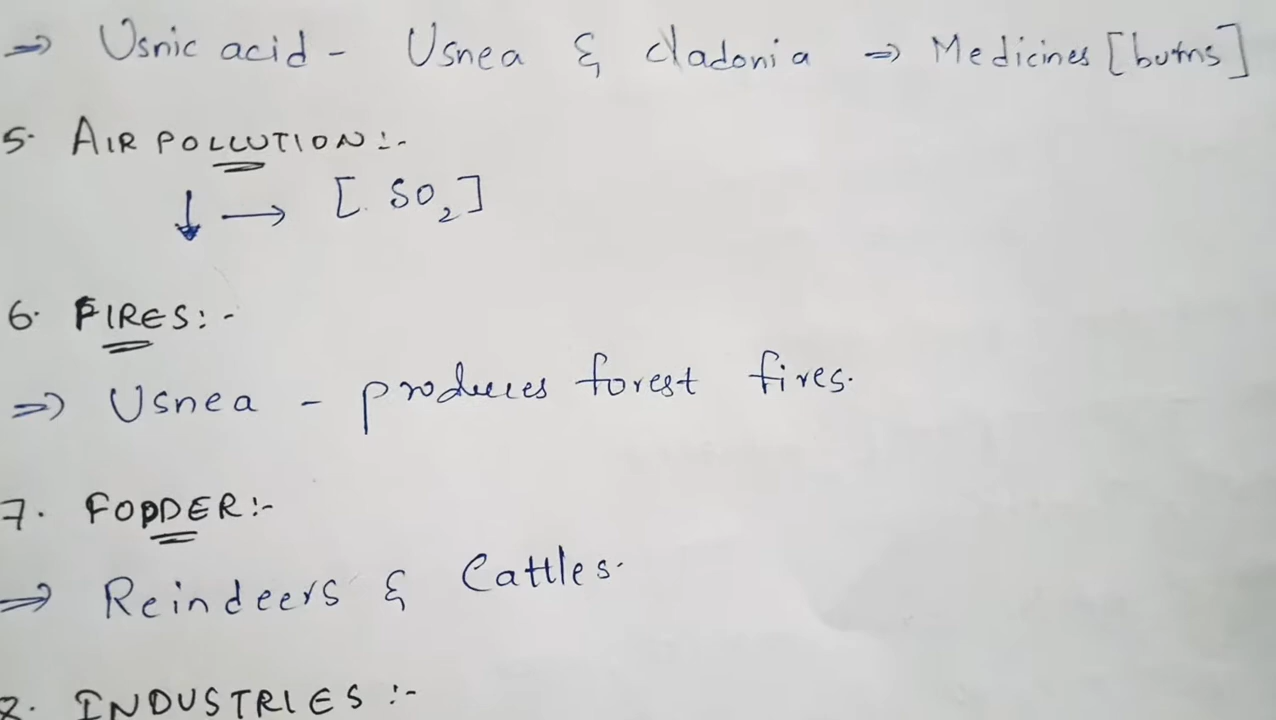 ⇒ Usnic acid - Usnea & cladonia ⇒ Medicines [burns]
5. AIR POLLUTION:-
↓ → [SO₂]
6. FIRES:-
⇒ Usnea - produces forest fires.
7. FODDER:-
⇒ Reindeers & Cattles.
8. INDUSTRIES:-